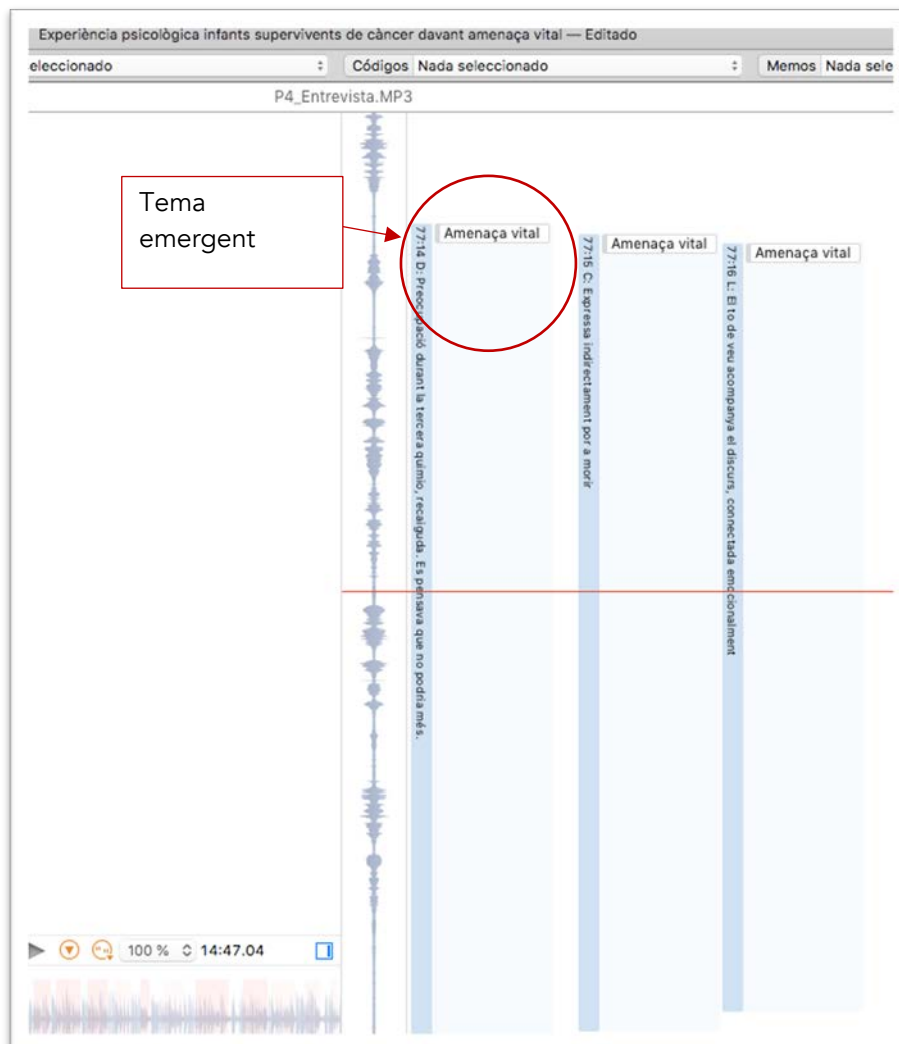 Experiència psicològica infants supervivents de càncer davant amenaça vital — Editado
eleccionado
Códigos Nada seleccionado
Memos Nada sele
P4_Entrevista.MP3
Tema
emergent
77:14 D: Preocupació durant la tercera quimio, recaiguda. Es pensava que no podria més.
Amenaça vital
77:15 C: Expressa indirectament por a morir
Amenaça vital
77:16 L: El to de veu acompanya el discurs, connectada emocionalment
Amenaça vital
100 % 14:47.04